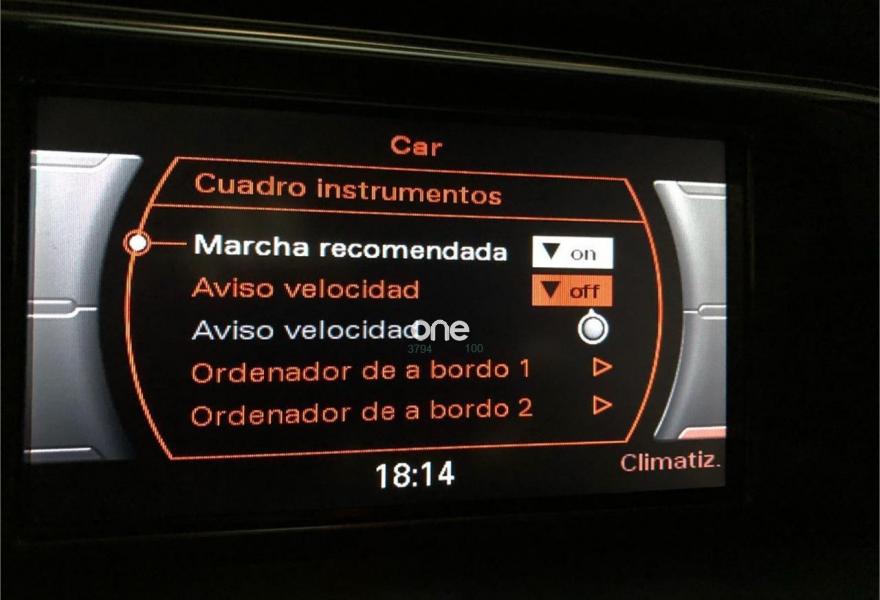 Car
Cuadro instrumentos
Marcha recomendada on
Aviso velocidad off
Aviso velocidad
one
3794 100
Ordenador de a bordo 1
Ordenador de a bordo 2
18:14
Climatiz.